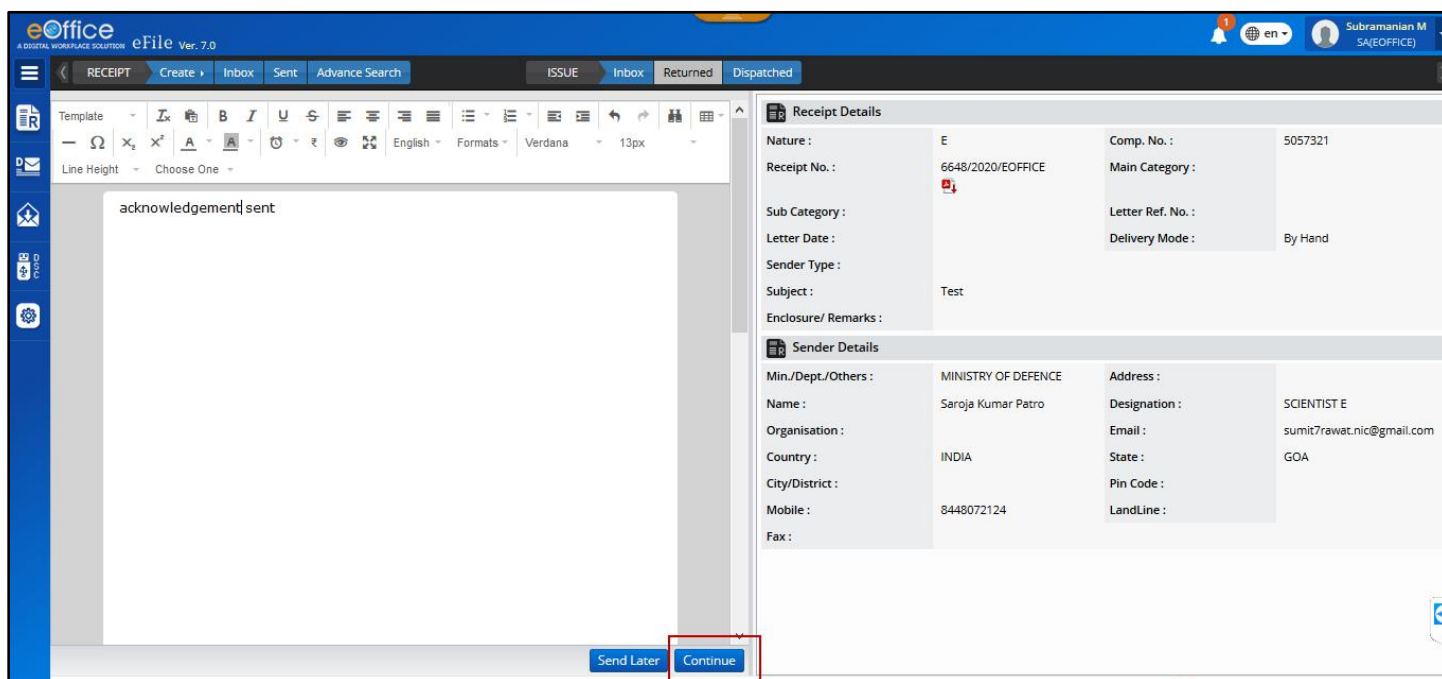 eOffice
A DIGITAL WORKPLACE SOLUTION eFile Ver. 7.0
1
en
Subramanian M
SA(EOFFICE)
RECEIPT Create Inbox Sent Advance Search
ISSUE Inbox Returned Dispatched
Template
B I U S
Ω X₂ X² A A ₹ English Formats Verdana 13px
Line Height Choose One
acknowledgement sent
DSC
Send Later Continue
Receipt Details
Nature : E Comp. No. : 5057321
Receipt No. : 6648/2020/EOFFICE Main Category :
Sub Category : Letter Ref. No. :
Letter Date : Delivery Mode : By Hand
Sender Type :
Subject : Test
Enclosure/ Remarks :
Sender Details
Min./Dept./Others : MINISTRY OF DEFENCE Address :
Name : Saroja Kumar Patro Designation : SCIENTIST E
Organisation : Email : sumit7rawat.nic@gmail.com
Country : INDIA State : GOA
City/District : Pin Code :
Mobile : 8448072124 LandLine :
Fax :